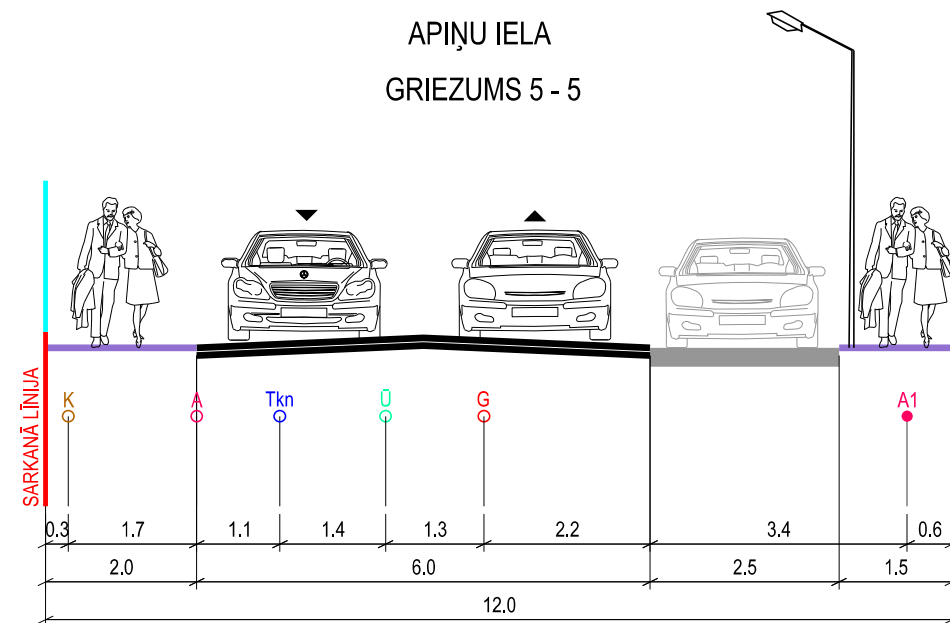 APIŅU IELA
GRIEZUMS 5 - 5
SARKANĀ LĪNIJA
K A Tkn Ū G A1
0.3 1.7 1.1 1.4 1.3 2.2 3.4 0.6
2.0 6.0 2.5 1.5
12.0